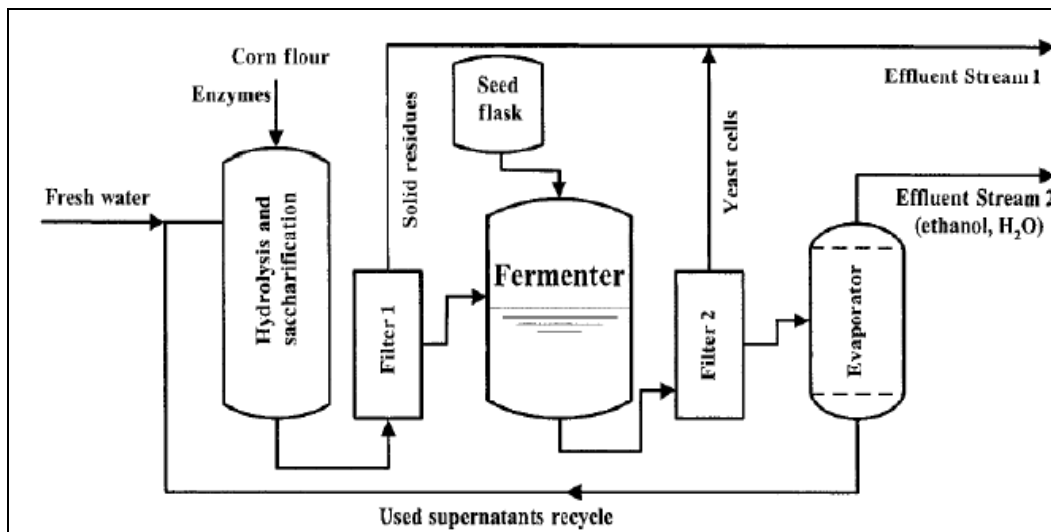 Corn flour
Enzymes
Seed
flask
Effluent Stream 1
Solid residues
Yeast cells
Fresh water
Effluent Stream 2
(ethanol, H₂O)
Hydrolysis and
saccharification
Fermenter
Filter 1
Filter 2
Evaporator
Used supernatants recycle